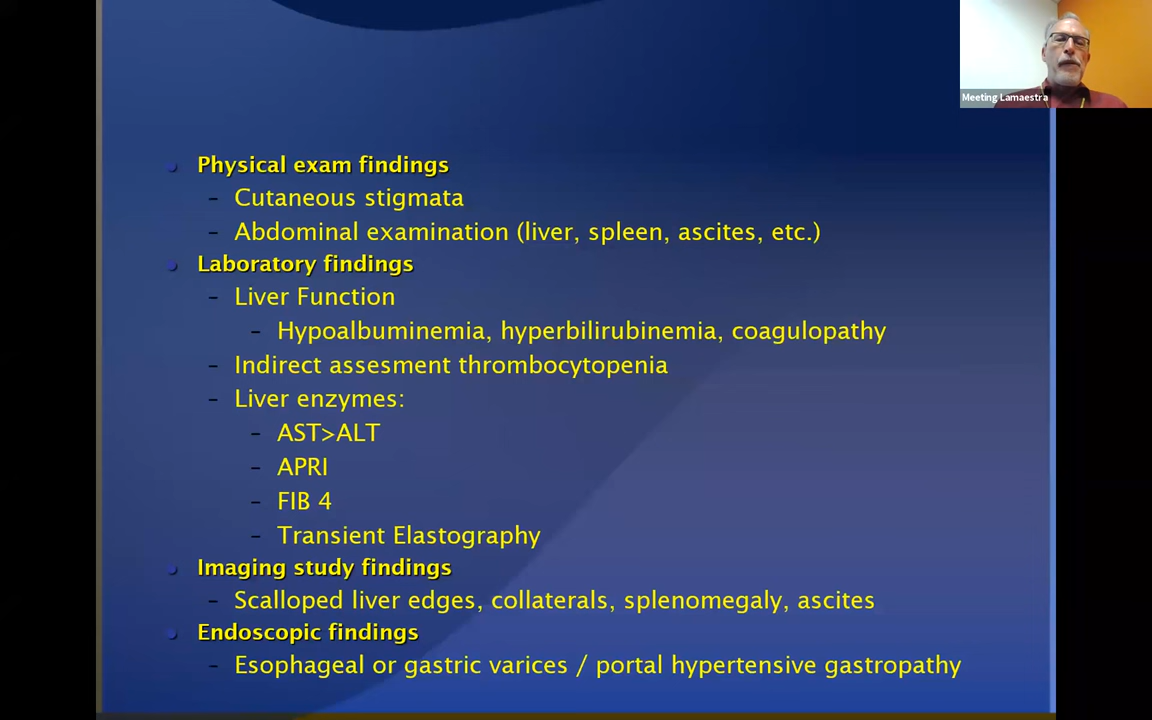 Meeting Lamaestra
Physical exam findings
- Cutaneous stigmata
- Abdominal examination (liver, spleen, ascites, etc.)
Laboratory findings
- Liver Function
- Hypoalbuminemia, hyperbilirubinemia, coagulopathy
- Indirect assesment thrombocytopenia
- Liver enzymes:
- AST>ALT
- APRI
- FIB 4
- Transient Elastography
Imaging study findings
- Scalloped liver edges, collaterals, splenomegaly, ascites
Endoscopic findings
- Esophageal or gastric varices / portal hypertensive gastropathy